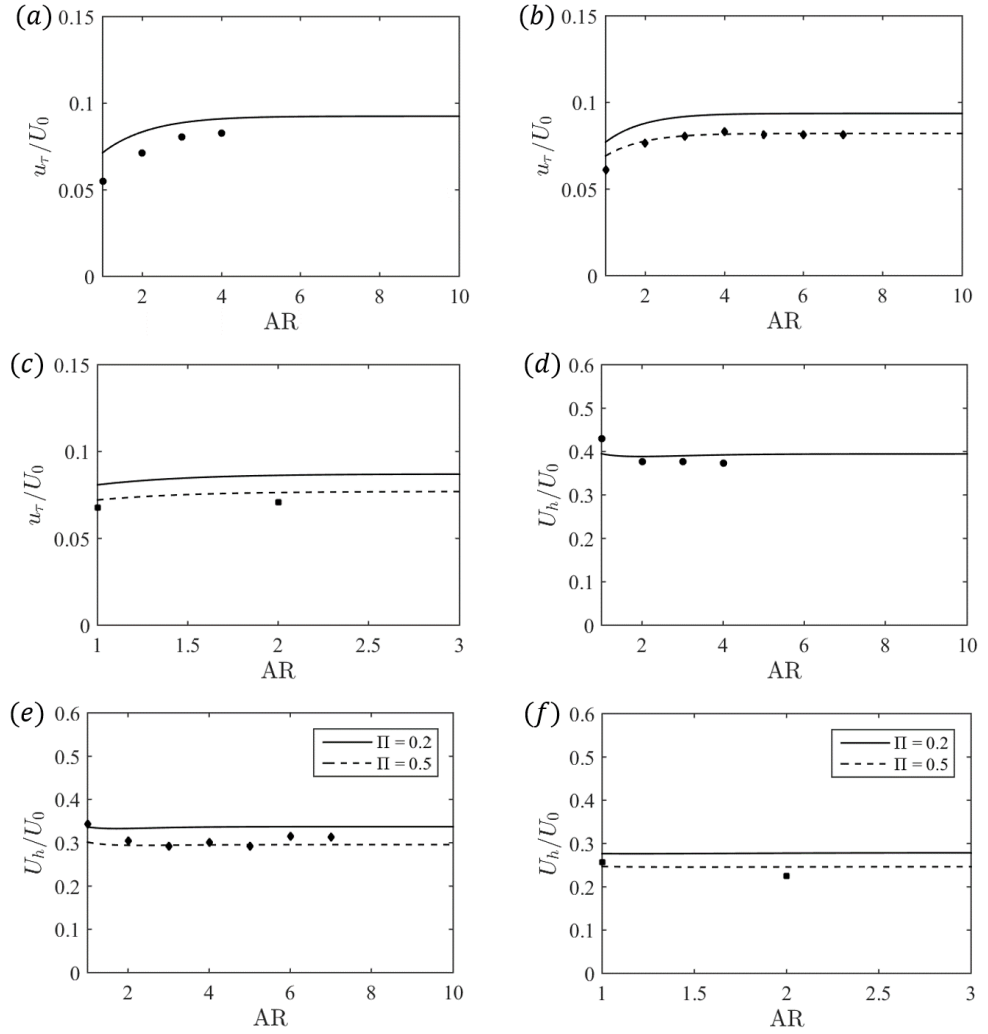 (a)
0.15
0.1
0.05
0
u_τ/U_0
2 4 6 8 10
AR
(b)
0.15
0.1
0.05
0
u_τ/U_0
2 4 6 8 10
AR
(c)
0.15
0.1
0.05
0
u_τ/U_0
1 1.5 2 2.5 3
AR
(d)
0.6
0.5
0.4
0.3
0.2
0.1
0
U_h/U_0
2 4 6 8 10
AR
(e)
0.6
0.5
0.4
0.3
0.2
0.1
0
U_h/U_0
Π = 0.2
Π = 0.5
2 4 6 8 10
AR
(f)
0.6
0.5
0.4
0.3
0.2
0.1
0
U_h/U_0
Π = 0.2
Π = 0.5
1 1.5 2 2.5 3
AR